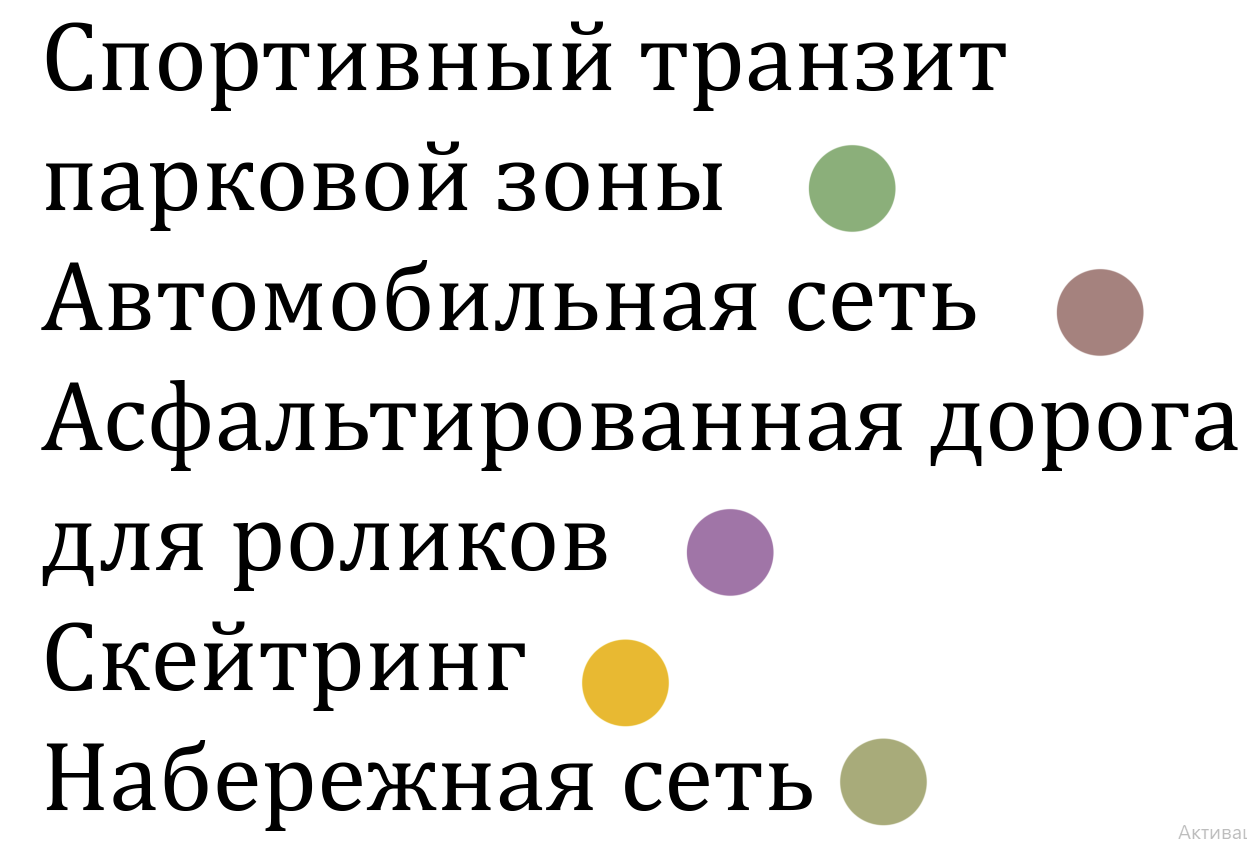 Спортивный транзит
парковой зоны
Автомобильная сеть
Асфальтированная дорога
для роликов
Скейтринг
Набережная сеть